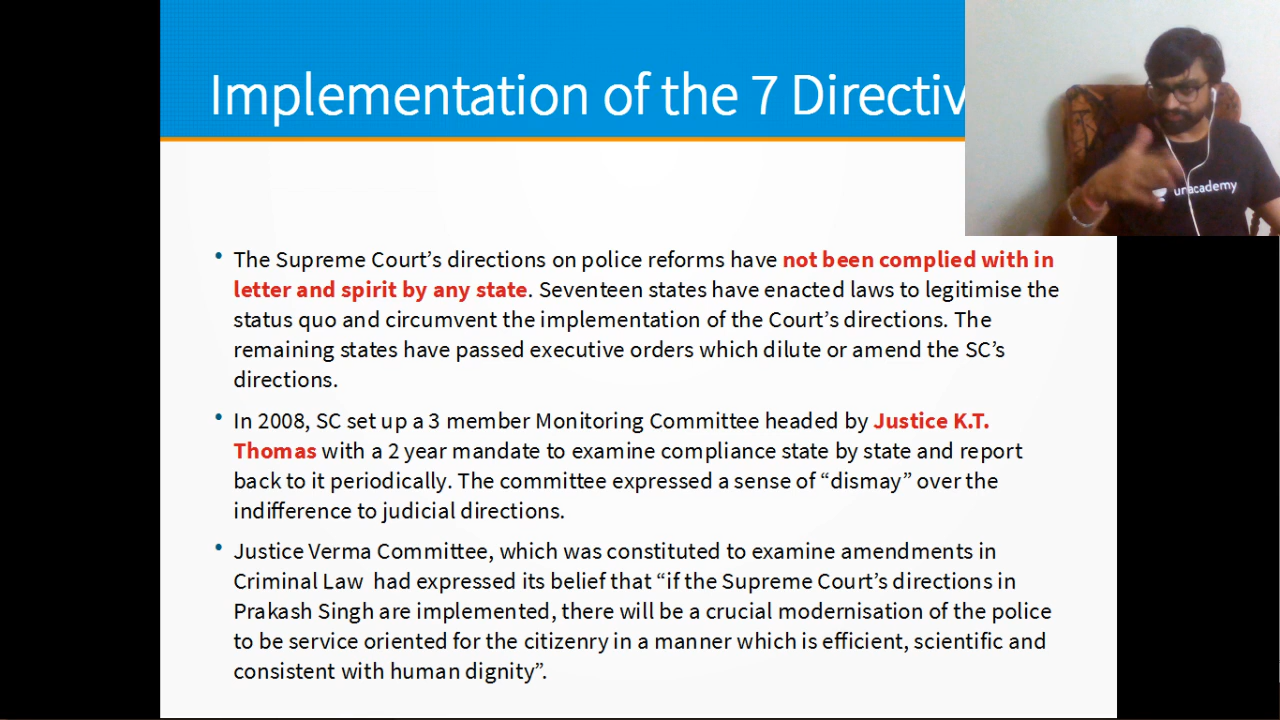 Implementation of the 7 Directiv
unacademy
• The Supreme Court’s directions on police reforms have not been complied with in
letter and spirit by any state. Seventeen states have enacted laws to legitimise the
status quo and circumvent the implementation of the Court’s directions. The
remaining states have passed executive orders which dilute or amend the SC’s
directions.
• In 2008, SC set up a 3 member Monitoring Committee headed by Justice K.T.
Thomas with a 2 year mandate to examine compliance state by state and report
back to it periodically. The committee expressed a sense of “dismay” over the
indifference to judicial directions.
• Justice Verma Committee, which was constituted to examine amendments in
Criminal Law had expressed its belief that “if the Supreme Court’s directions in
Prakash Singh are implemented, there will be a crucial modernisation of the police
to be service oriented for the citizenry in a manner which is efficient, scientific and
consistent with human dignity”.